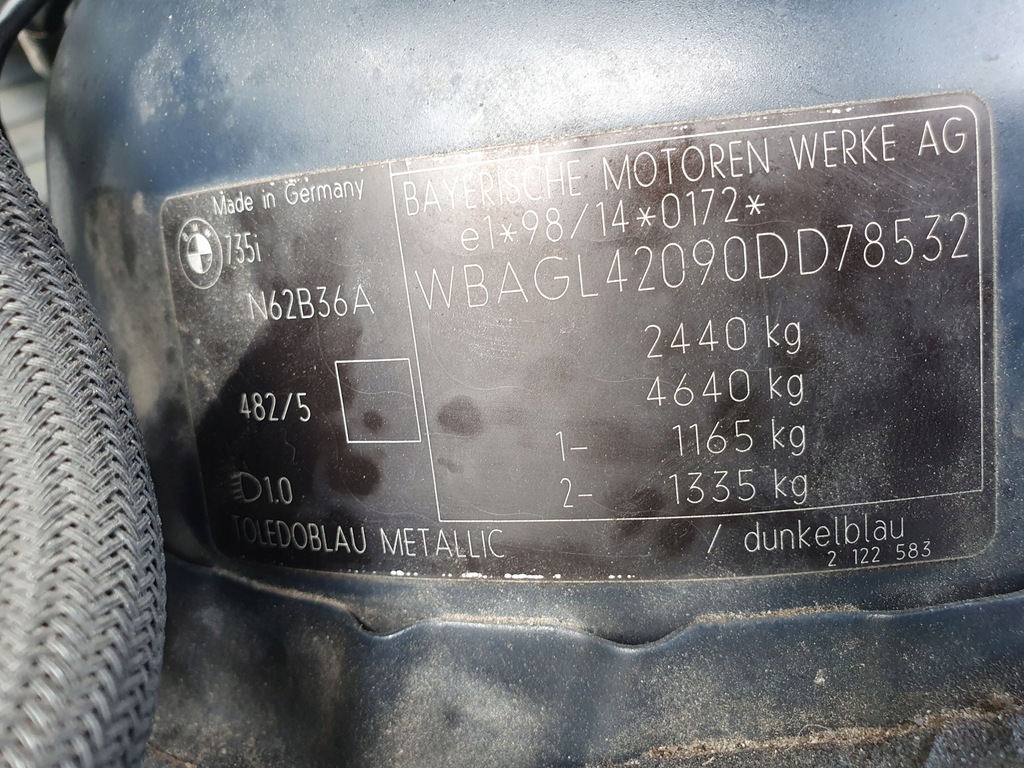 Made in Germany
735i
N62B36A
482/5
1.0
TOLEDOBLAU METALLIC
BAYERISCHE MOTOREN WERKE AG
e1*98/14*0172*
WBAGL42090DD78532
2440 kg
4640 kg
1- 1165 kg
2- 1335 kg
/ dunkelblau
2 122 583